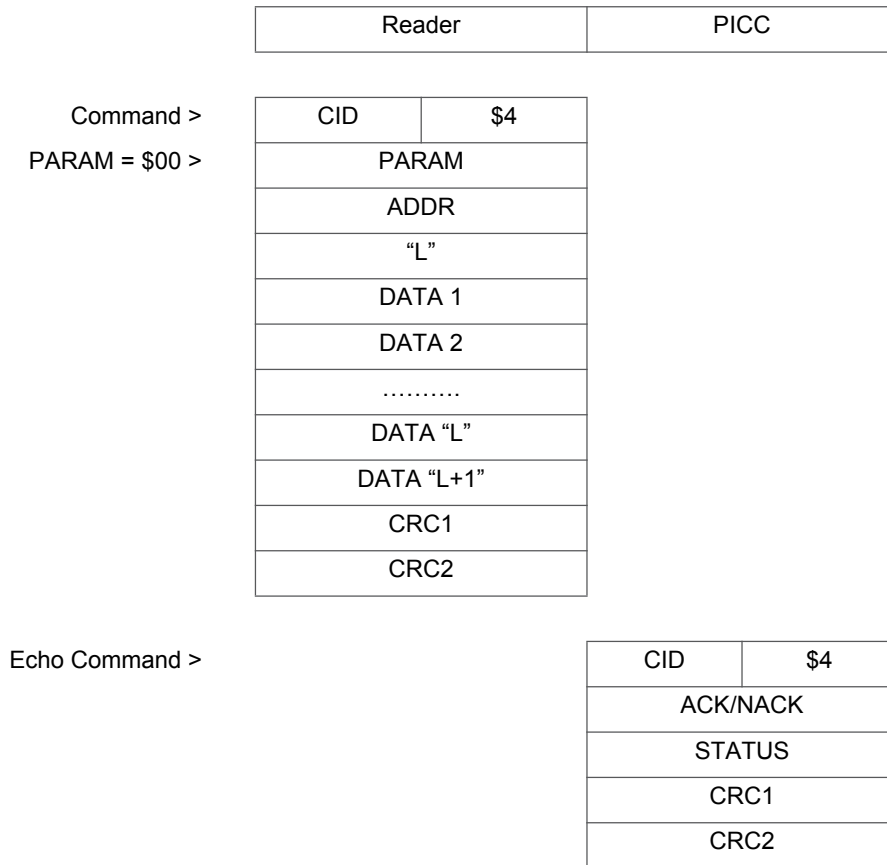 Reader PICC
Command > CID $4
PARAM = $00 > PARAM
ADDR
“L”
DATA 1
DATA 2
……….
DATA “L”
DATA “L+1”
CRC1
CRC2
Echo Command > CID $4
ACK/NACK
STATUS
CRC1
CRC2